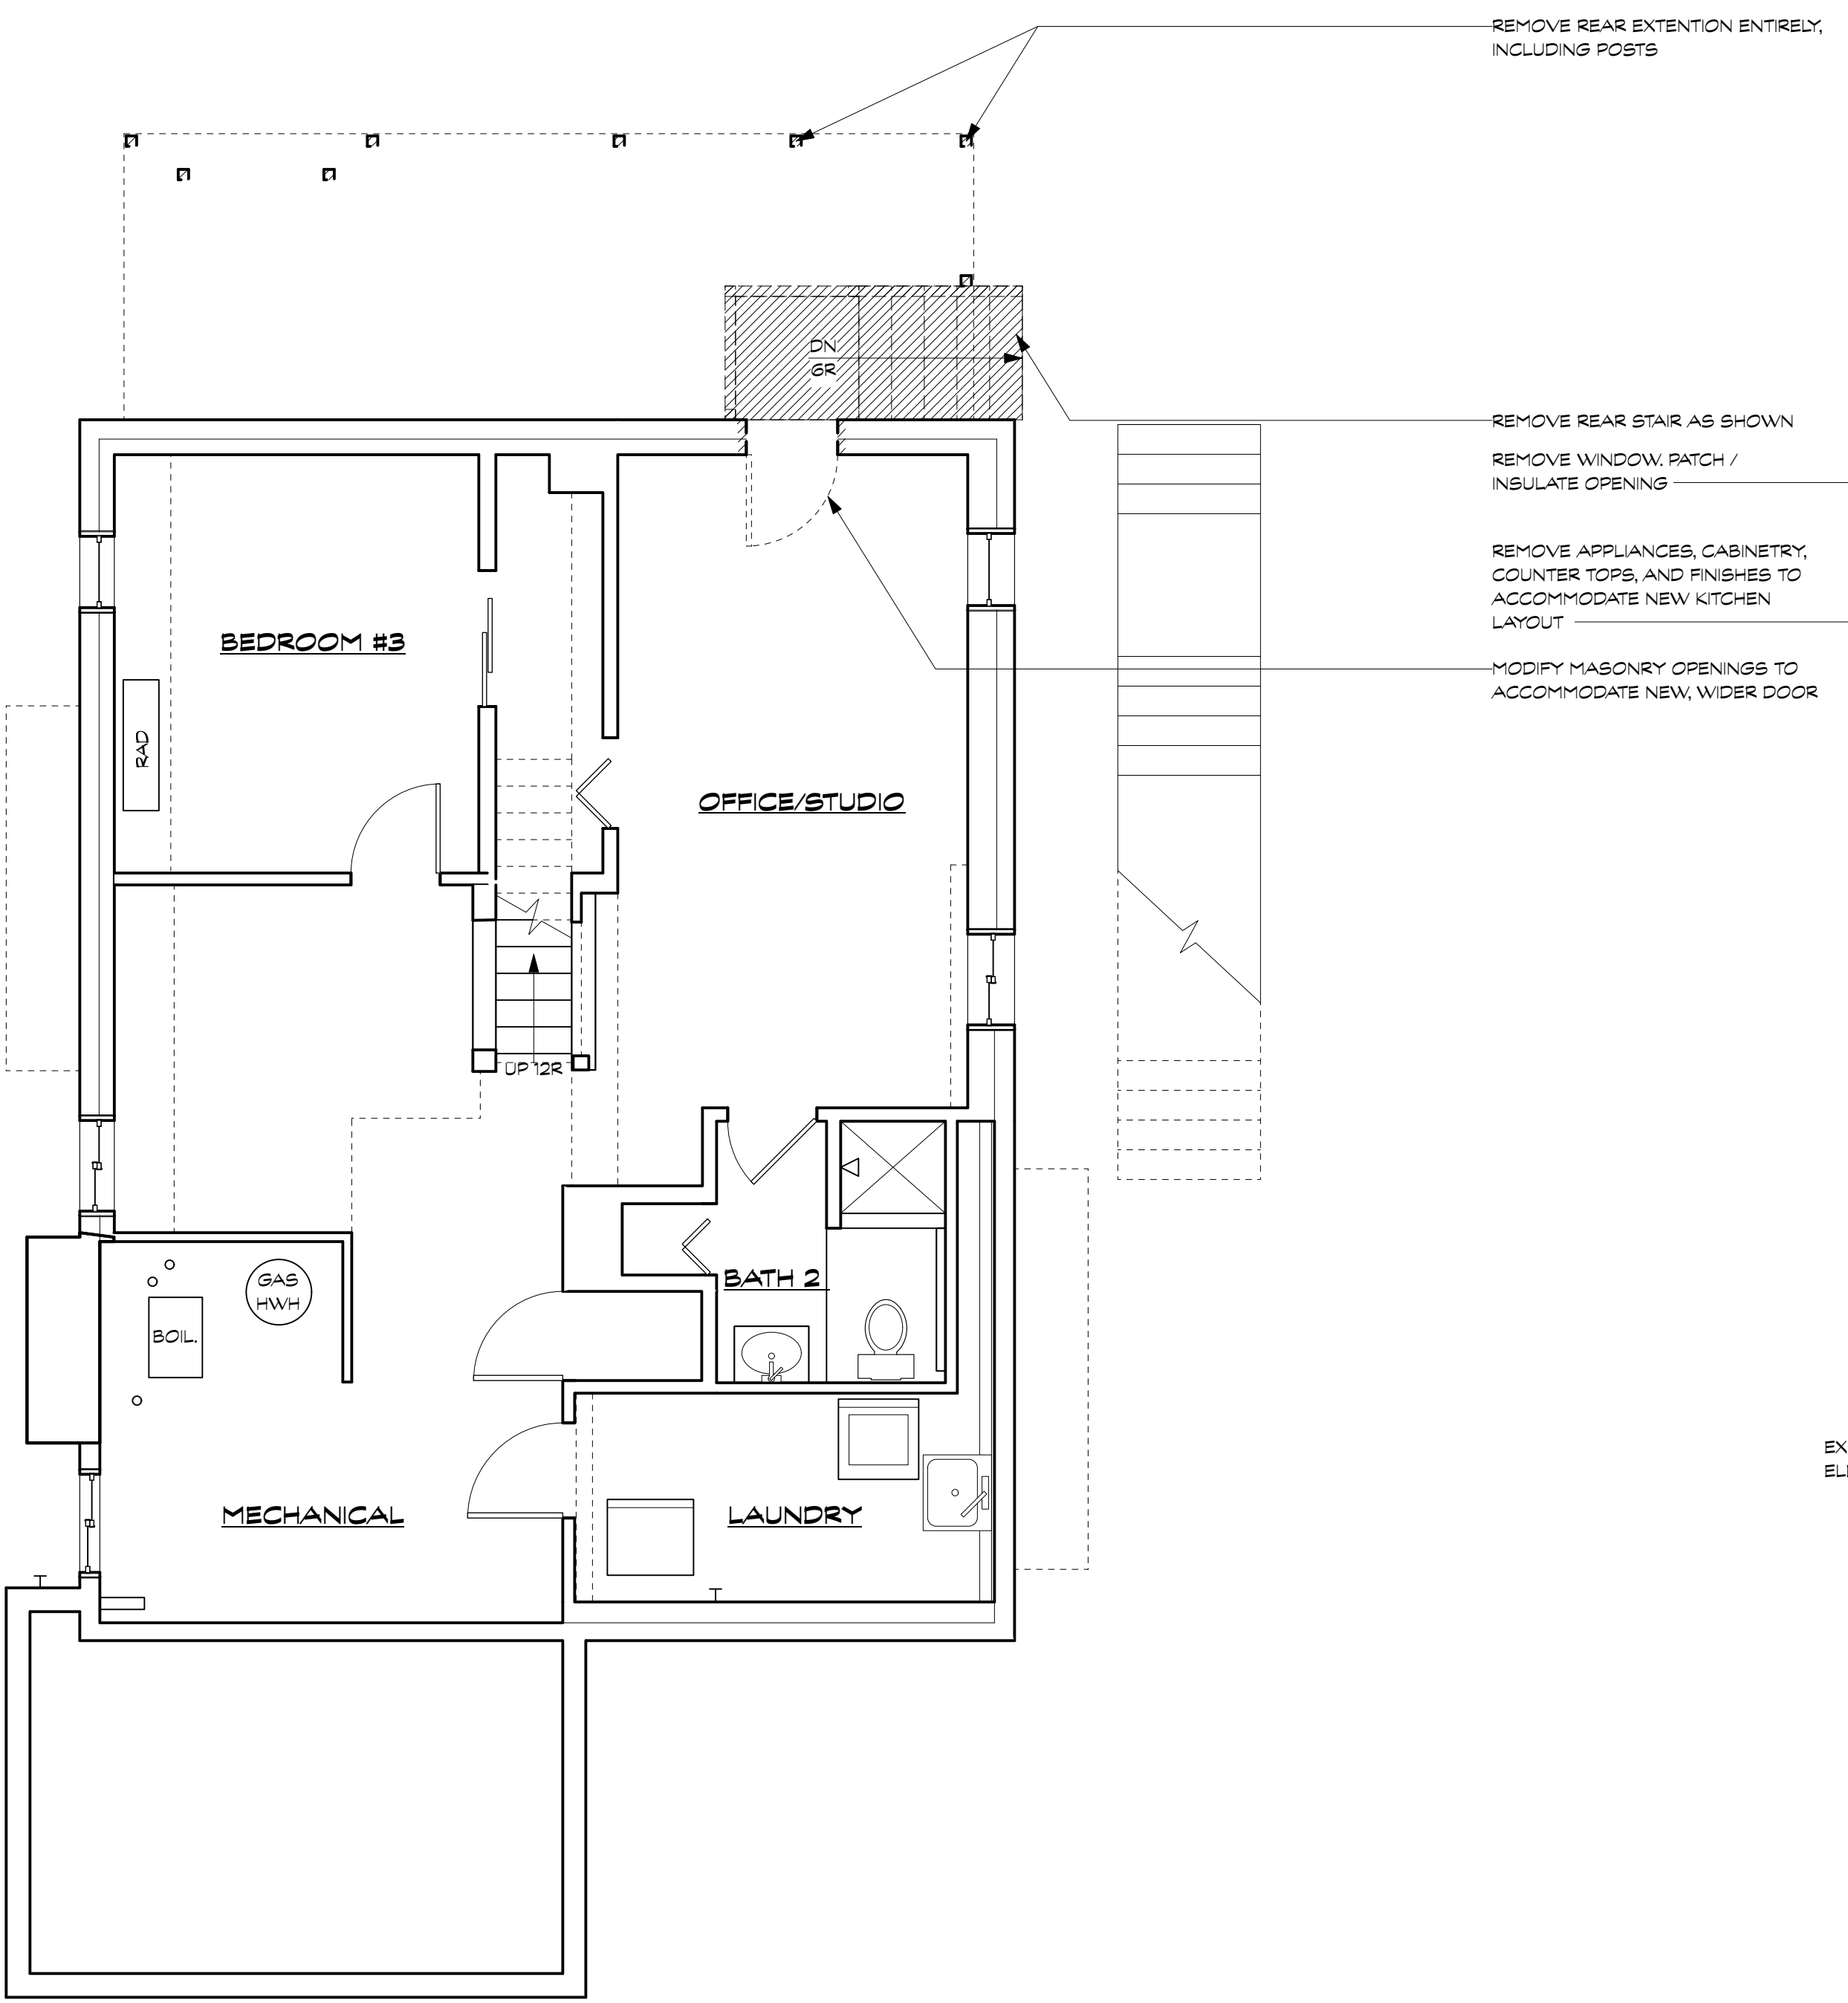 REMOVE REAR EXTENTION ENTIRELY,
INCLUDING POSTS
DN
6R
REMOVE REAR STAIR AS SHOWN
REMOVE WINDOW. PATCH /
INSULATE OPENING
REMOVE APPLIANCES, CABINETRY,
COUNTER TOPS, AND FINISHES TO
ACCOMMODATE NEW KITCHEN
LAYOUT
MODIFY MASONRY OPENINGS TO
ACCOMMODATE NEW, WIDER DOOR
BEDROOM #3
RAD
OFFICE/STUDIO
UP 12R
GAS
HWH
BOIL.
BATH 2
MECHANICAL
LAUNDRY
EX
EL